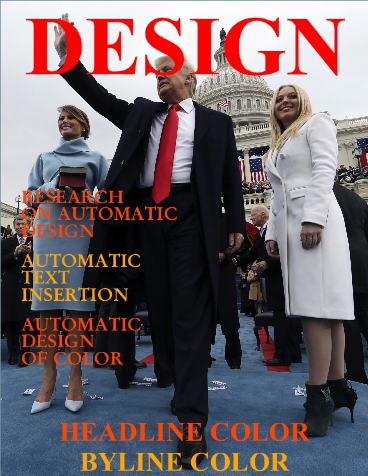 DESIGN
RESEARCH
ON AUTOMATIC
DESIGN
AUTOMATIC
TEXT
INSERTION
AUTOMATIC
DESIGN
OF COLOR
HEADLINE COLOR
BYLINE COLOR